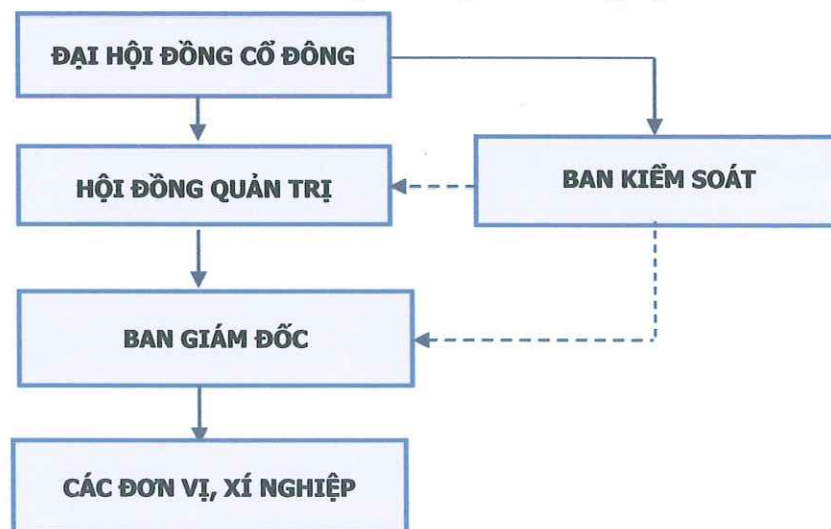 ĐẠI HỘI ĐỒNG CỔ ĐÔNG
HỘI ĐỒNG QUẢN TRỊ
BAN KIỂM SOÁT
BAN GIÁM ĐỐC
CÁC ĐƠN VỊ, XÍ NGHIỆP